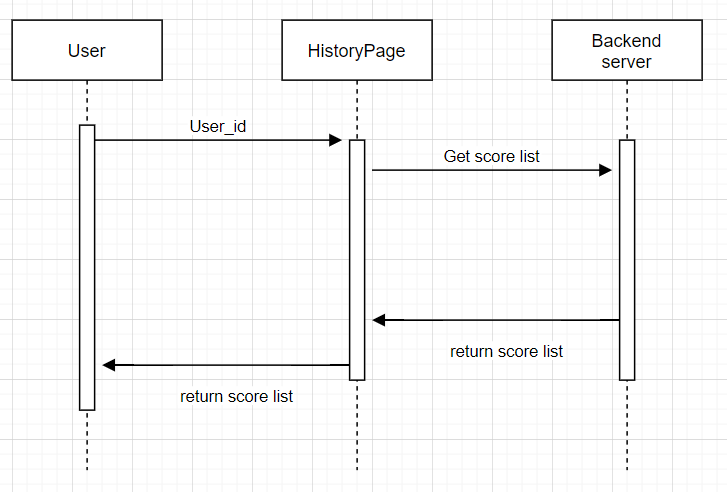 User
HistoryPage
Backend
server
User_id
Get score list
return score list
return score list